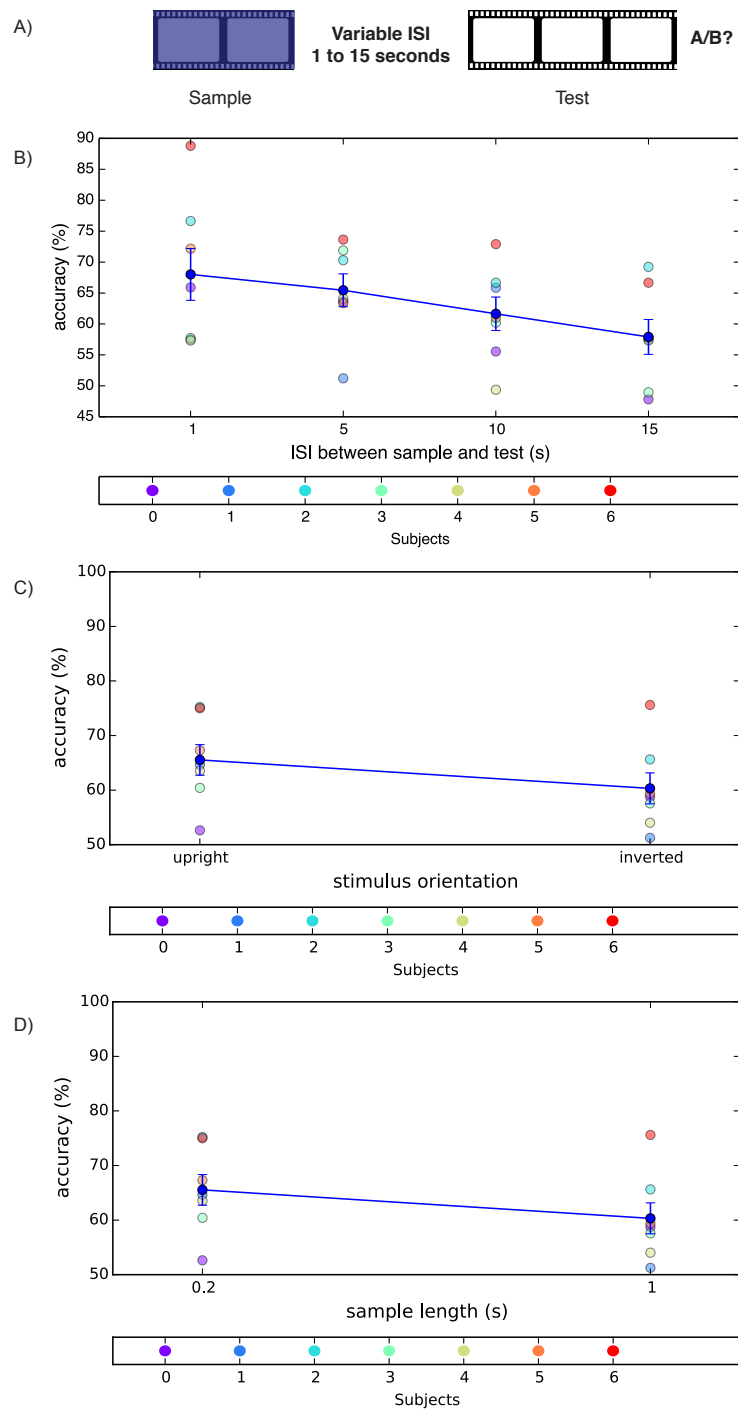 A)
Variable ISI
1 to 15 seconds
A/B?
Sample
Test
B)
90
85
80
75
70
65
60
55
50
45
accuracy (%)
1
5
10
15
ISI between sample and test (s)
0
1
2
3
4
5
6
Subjects
C)
100
90
80
70
60
50
accuracy (%)
upright
inverted
stimulus orientation
0
1
2
3
4
5
6
Subjects
D)
100
90
80
70
60
50
accuracy (%)
0.2
1
sample length (s)
0
1
2
3
4
5
6
Subjects